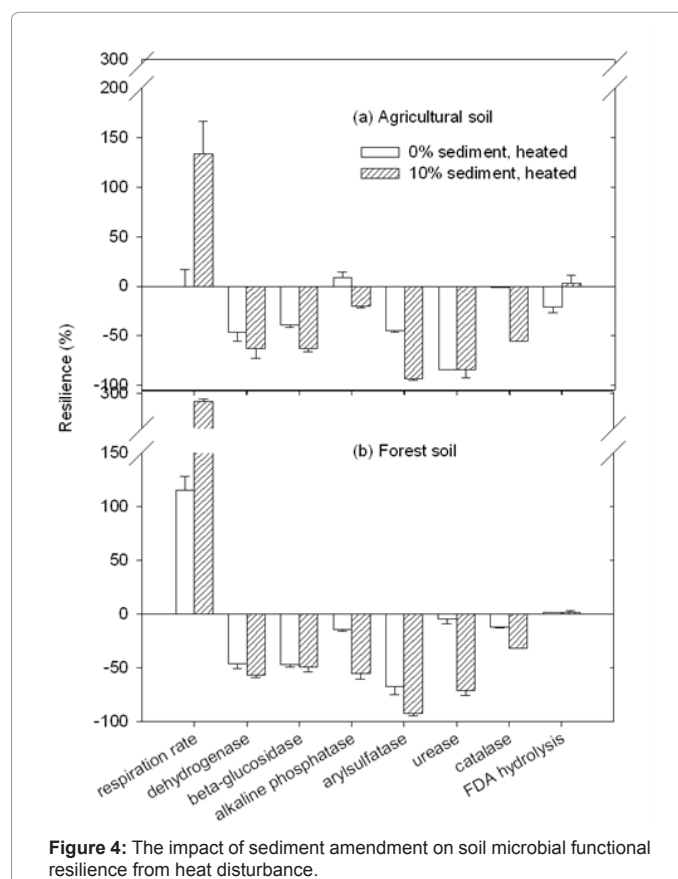 300
200
(a) Agricultural soil
150
0% sediment, heated
10% sediment, heated
100
50
0
-50
-100
Resilience (%)
300
(b) Forest soil
150
100
50
0
-50
-100
respiration rate
dehydrogenase
beta-glucosidase
alkaline phosphatase
arylsulfatase
urease
catalase
FDA hydrolysis
Figure 4: The impact of sediment amendment on soil microbial functional
resilience from heat disturbance.